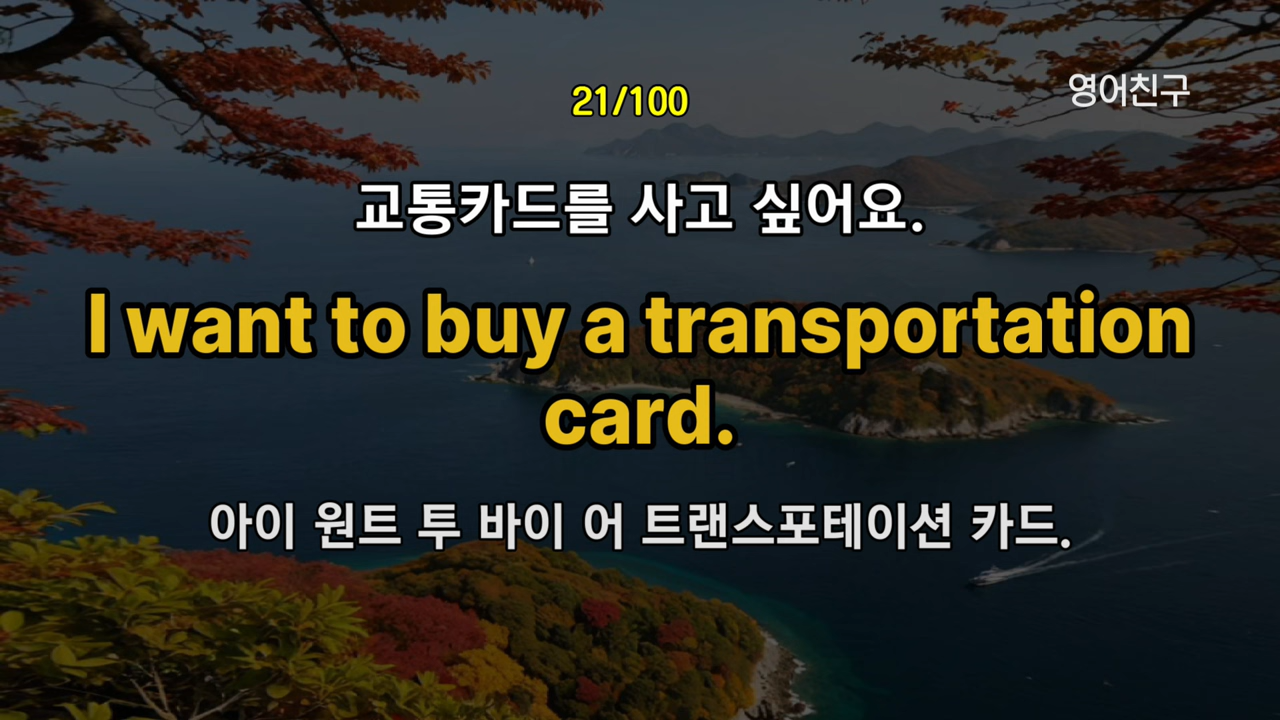 영어친구
21/100
교통카드를 사고 싶어요.
I want to buy a transportation
card.
아이 원트 투 바이 어 트랜스포테이션 카드.